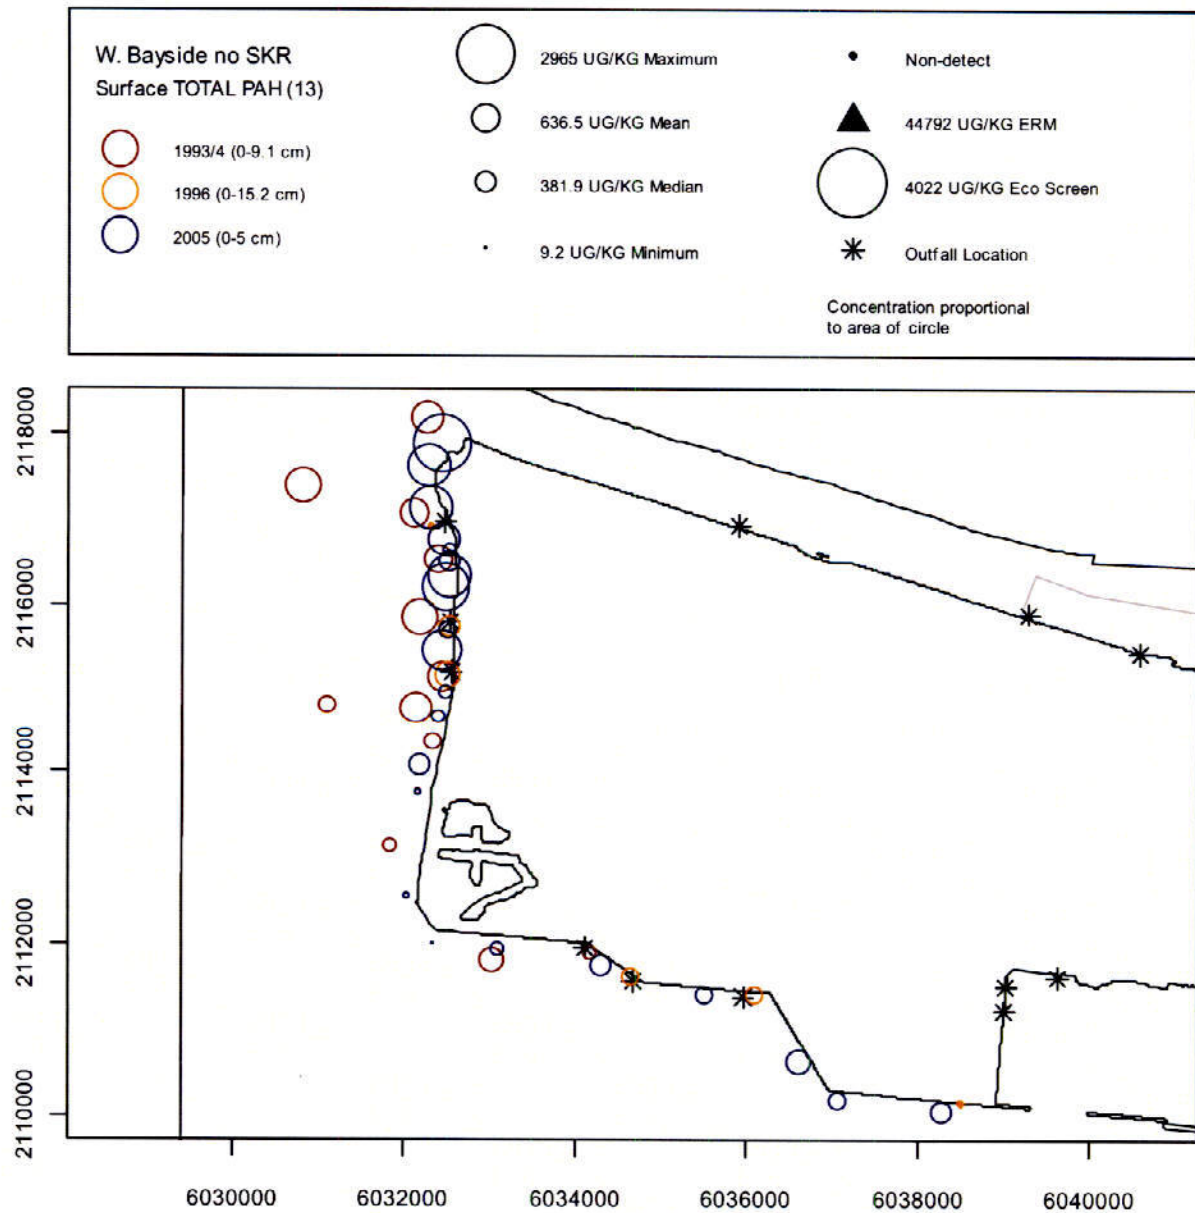 W. Bayside no SKR
Surface TOTAL PAH (13)
1993/4 (0-9.1 cm)
1996 (0-15.2 cm)
2005 (0-5 cm)
2965 UG/KG Maximum
636.5 UG/KG Mean
381.9 UG/KG Median
9.2 UG/KG Minimum
Non-detect
44792 UG/KG ERM
4022 UG/KG Eco Screen
Outfall Location
Concentration proportional
to area of circle
2118000
2116000
2114000
2112000
2110000
6030000
6032000
6034000
6036000
6038000
6040000